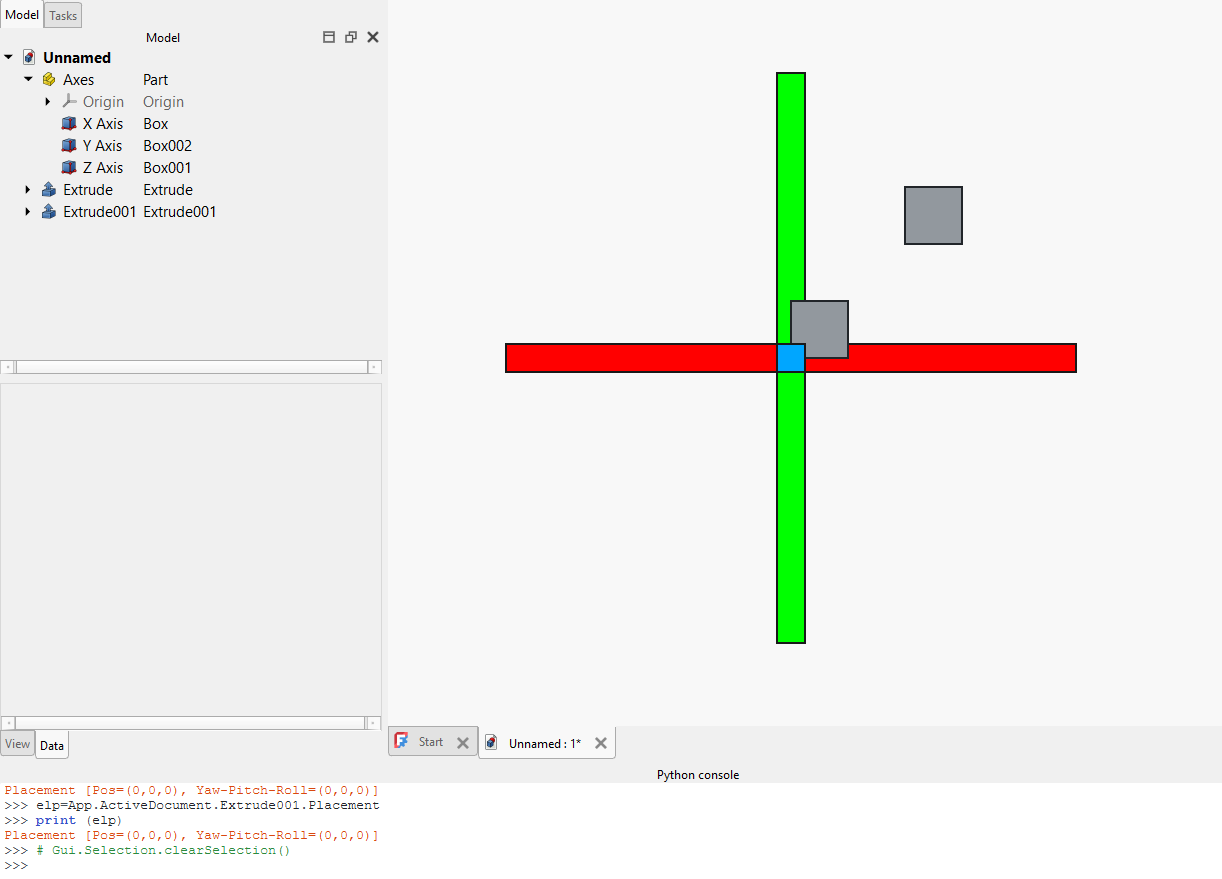 Model Tasks
Model
Unnamed
Axes Part
Origin Origin
X Axis Box
Y Axis Box002
Z Axis Box001
Extrude Extrude
Extrude001 Extrude001
View Data
Start Unnamed : 1*
Python console
Placement [Pos=(0,0,0), Yaw-Pitch-Roll=(0,0,0)]
>>> elp=App.ActiveDocument.Extrude001.Placement
>>> print (elp)
Placement [Pos=(0,0,0), Yaw-Pitch-Roll=(0,0,0)]
>>> # Gui.Selection.clearSelection()
>>>